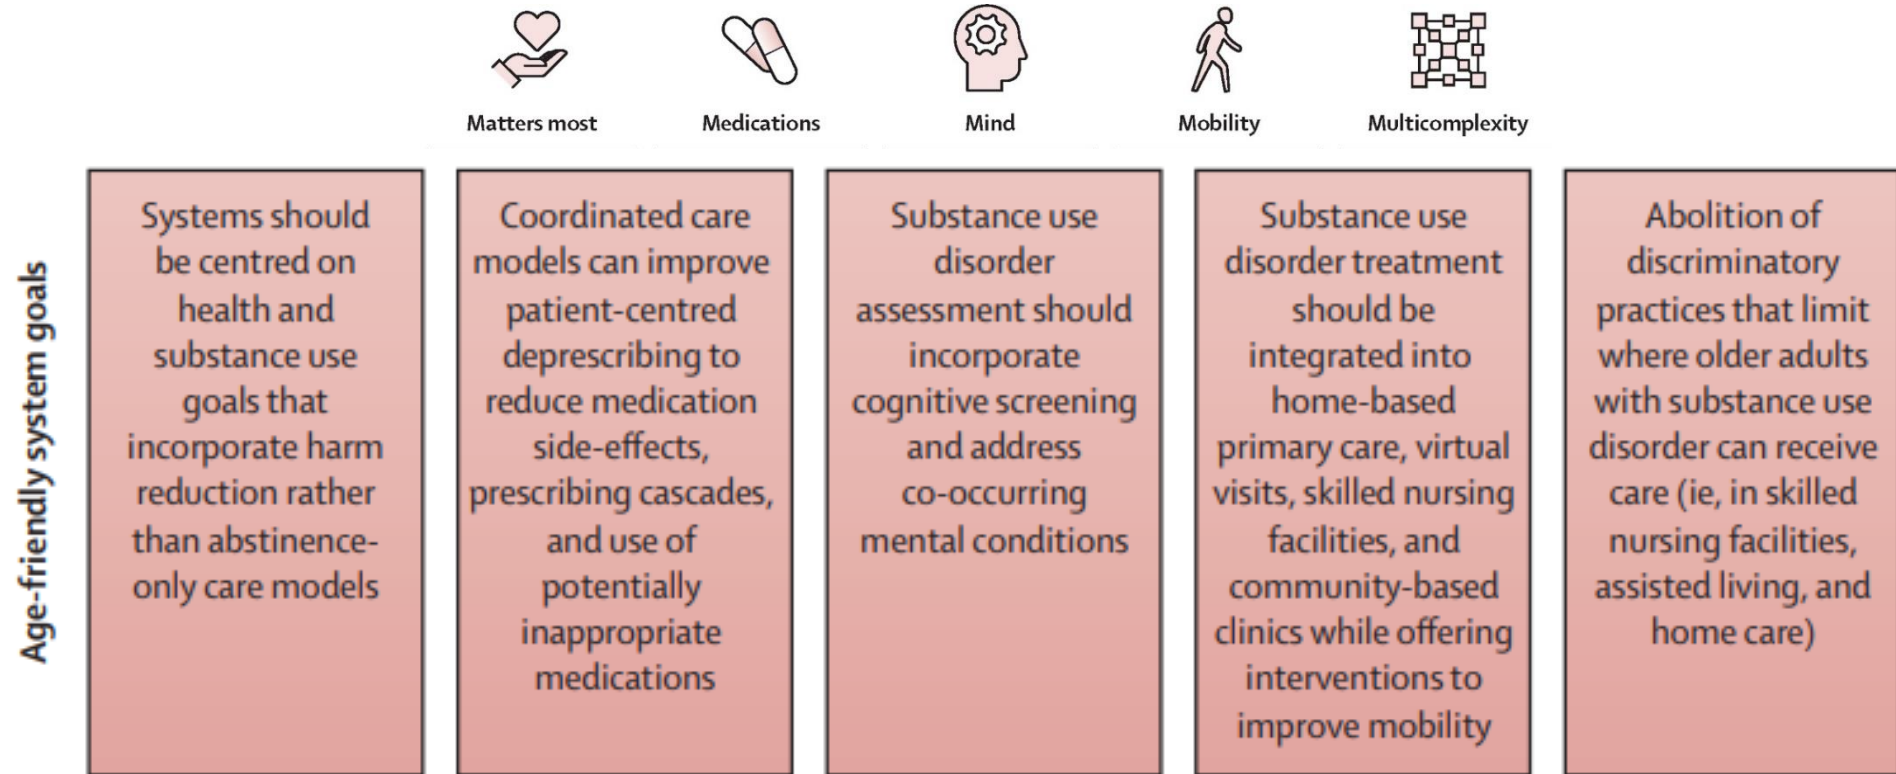 Matters most
Medications
Mind
Mobility
Multicomplexity
Age-friendly system goals
Systems should
be centred on
health and
substance use
goals that
incorporate harm
reduction rather
than abstinence-
only care models
Coordinated care
models can improve
patient-centred
deprescribing to
reduce medication
side-effects,
prescribing cascades,
and use of
potentially
inappropriate
medications
Substance use
disorder
assessment should
incorporate
cognitive screening
and address
co-occurring
mental conditions
Substance use
disorder treatment
should be
integrated into
home-based
primary care, virtual
visits, skilled nursing
facilities, and
community-based
clinics while offering
interventions to
improve mobility
Abolition of
discriminatory
practices that limit
where older adults
with substance use
disorder can receive
care (ie, in skilled
nursing facilities,
assisted living, and
home care)